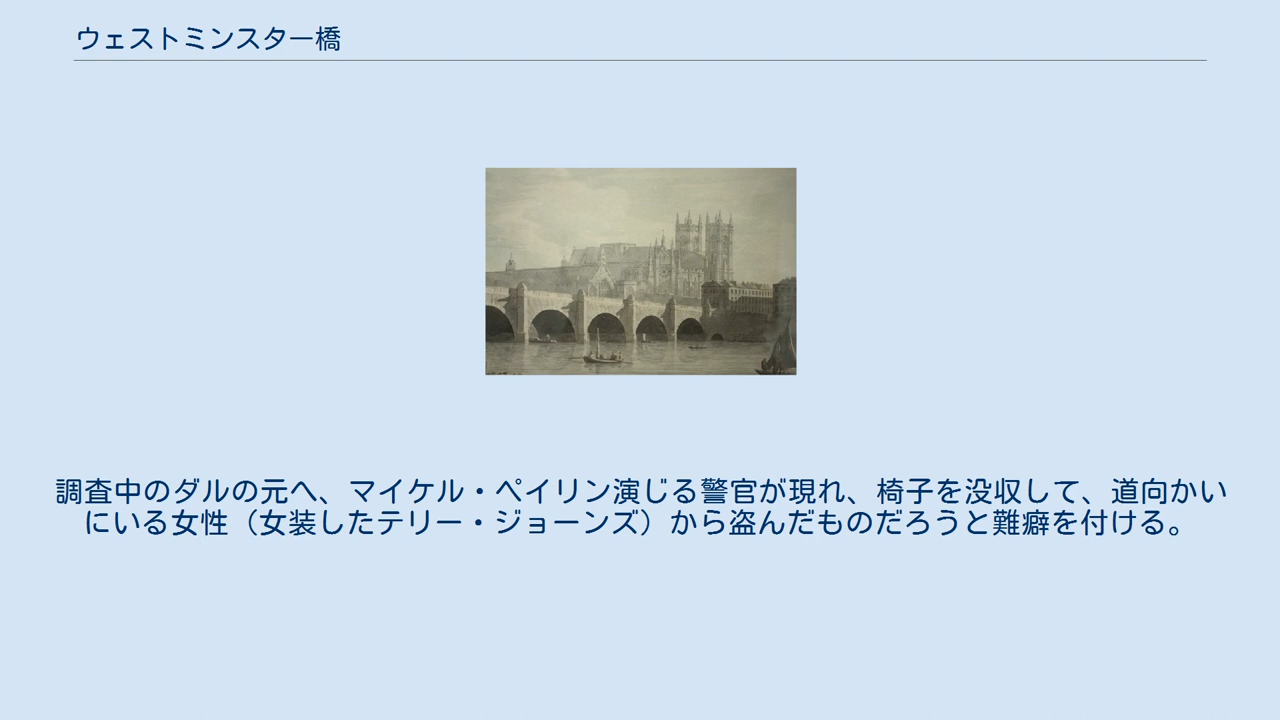 ウェストミンスター橋
調査中のダルの元へ、マイケル・ペイリン演じる警官が現れ、椅子を没収して、道向かい
にいる女性（女装したテリー・ジョーンズ）から盗んだものだろうと難癖を付ける。